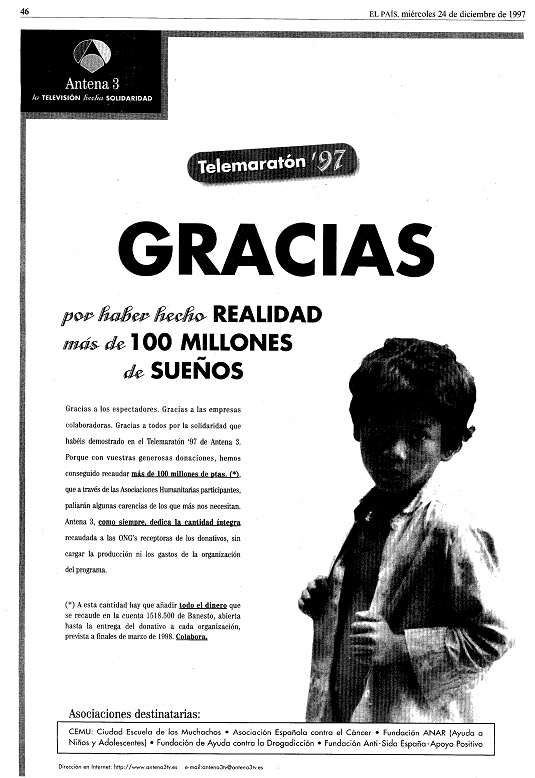 46
EL PAÍS, miércoles 24 de diciembre de 1997
Antena 3
la TELEVISIÓN hecha SOLIDARIDAD
Telemaratón '97
GRACIAS
por haber hecho REALIDAD
más de 100 MILLONES
de SUEÑOS
Gracias a los espectadores. Gracias a las empresas
colaboradoras. Gracias a todos por la solidaridad que
habéis demostrado en el Telemaratón '97 de Antena 3.
Porque con vuestras generosas donaciones, hemos
conseguido recaudar más de 100 millones de ptas. (*),
que a través de las Asociaciones Humanitarias participantes,
paliarán algunas carencias de los que más nos necesitan.
Antena 3, como siempre, dedica la cantidad íntegra
recaudada a las ONG's receptoras de los donativos, sin
cargar la producción ni los gastos de la organización
del programa.
(*) A esta cantidad hay que añadir todo el dinero que
se recaude en la cuenta 1518.500 de Banesto, abierta
hasta la entrega del donativo a cada organización,
prevista a finales de marzo de 1998. Colabora.
Asociaciones destinatarias:
CEMU: Ciudad Escuela de los Muchachos • Asociación Española contra el Cáncer • Fundación ANAR (Ayuda a
Niños y Adolescentes) • Fundación de Ayuda contra la Drogadicción • Fundación Anti-Sida España-Apoyo Positivo
Dirección en Internet: http://www.antena3tv.es e-mail:antena3tv@antena3tv.es